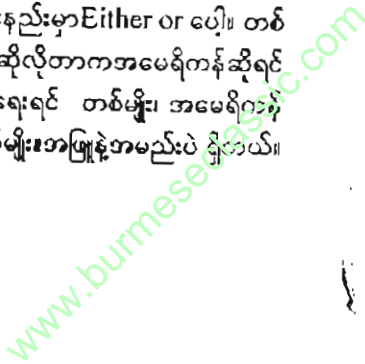 နည်းမှာ Either or ပေါ့။ တစ်
ဆိုလိုတာကအမေရိကန်ဆိုရင်
ရေးရင် တစ်မျိုး၊ အမေရိကန်
မျိုး။အဖြူနဲ့အမည်းပဲ ရှိတယ်။
www.burmeseclassic.com